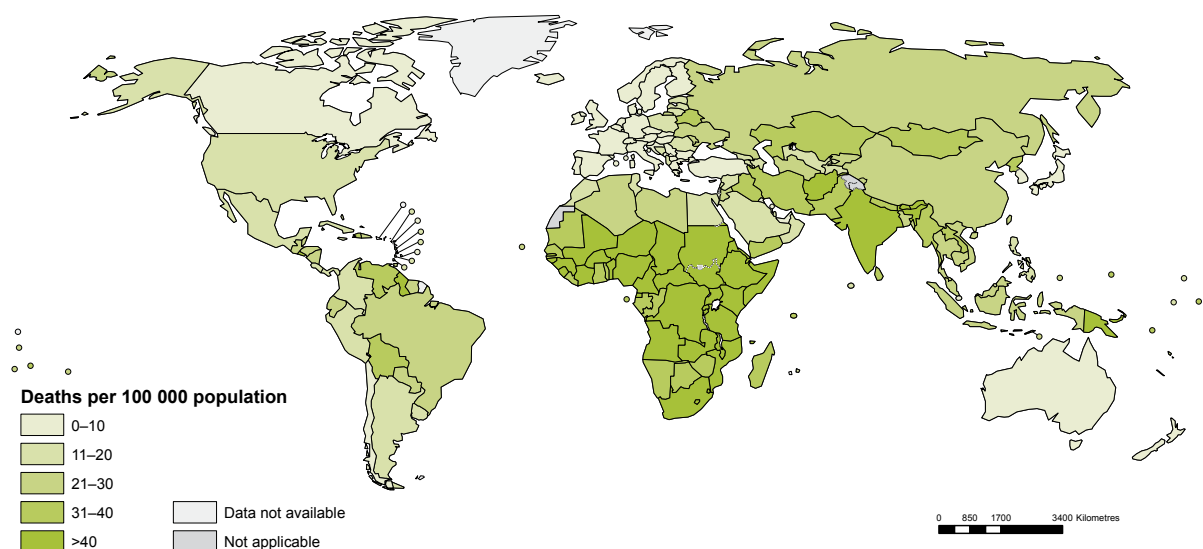 Deaths per 100 000 population
0–10
11–20
21–30
31–40
>40
Data not available
Not applicable
0 850 1700 3400 Kilometres